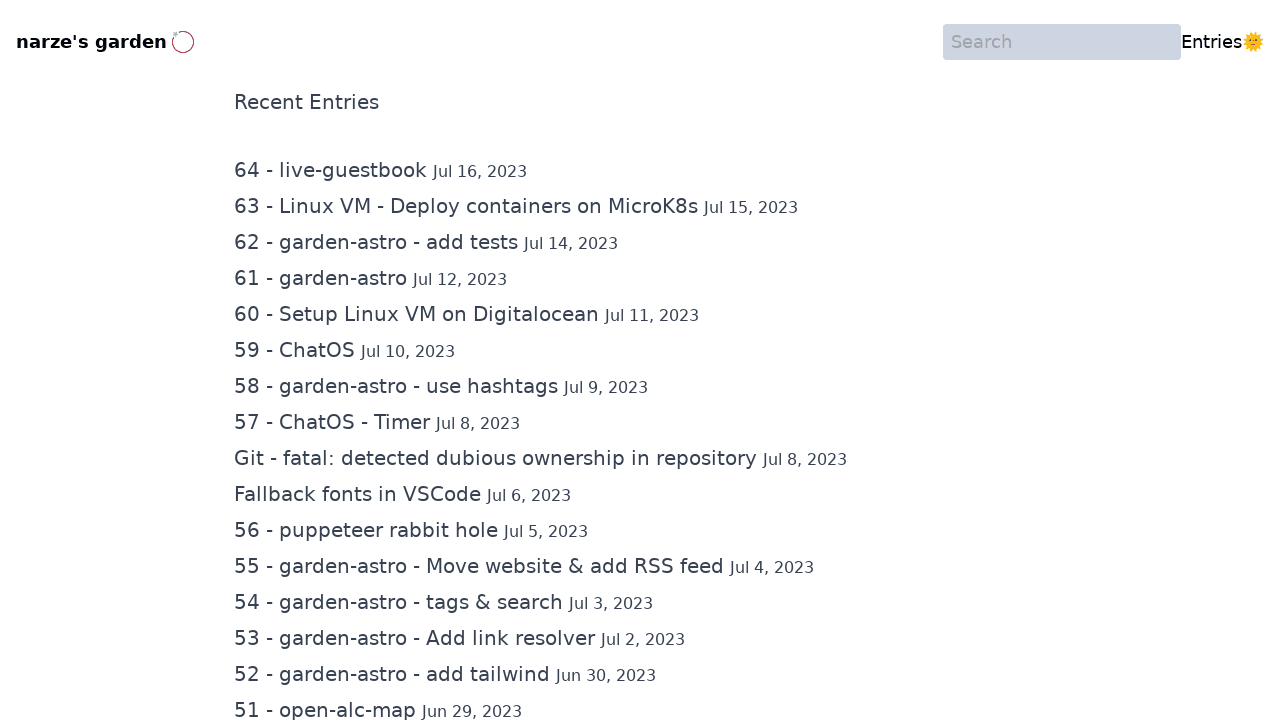 narze's garden
Search
Entries🌞
Recent Entries
64 - live-guestbook Jul 16, 2023
63 - Linux VM - Deploy containers on MicroK8s Jul 15, 2023
62 - garden-astro - add tests Jul 14, 2023
61 - garden-astro Jul 12, 2023
60 - Setup Linux VM on Digitalocean Jul 11, 2023
59 - ChatOS Jul 10, 2023
58 - garden-astro - use hashtags Jul 9, 2023
57 - ChatOS - Timer Jul 8, 2023
Git - fatal: detected dubious ownership in repository Jul 8, 2023
Fallback fonts in VSCode Jul 6, 2023
56 - puppeteer rabbit hole Jul 5, 2023
55 - garden-astro - Move website & add RSS feed Jul 4, 2023
54 - garden-astro - tags & search Jul 3, 2023
53 - garden-astro - Add link resolver Jul 2, 2023
52 - garden-astro - add tailwind Jun 30, 2023
51 - open-alc-map Jun 29, 2023